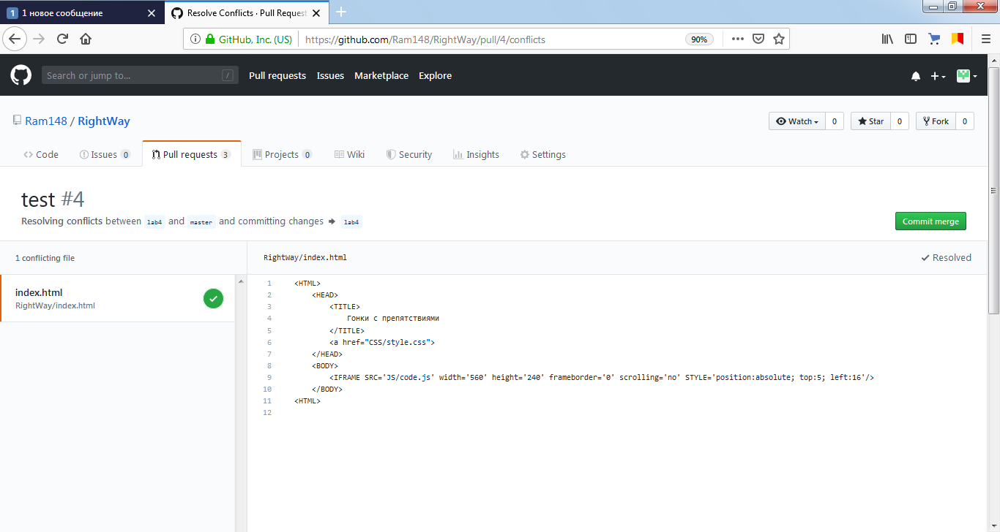 1 1 новое сообщение
Resolve Conflicts · Pull Request
GitHub, Inc. (US) https://github.com/Ram148/RightWay/pull/4/conflicts 90%
Search or jump to... / Pull requests Issues Marketplace Explore
Ram148 / RightWay Watch 0 Star 0 Fork 0
Code Issues 0 Pull requests 3 Projects 0 Wiki Security Insights Settings
test #4
Resolving conflicts between lab4 and master and committing changes lab4 Commit merge
1 conflicting file
index.html
RightWay/index.html
RightWay/index.html Resolved
1 <HTML>
2 <HEAD>
3 <TITLE>
4 Гонки с препятствиями
5 </TITLE>
6 <a href="CSS/style.css">
7 </HEAD>
8 <BODY>
9 <IFRAME SRC='JS/code.js' width='560' height='240' frameborder='0' scrolling='no' STYLE='position:absolute; top:5; left:16'/>
10 </BODY>
11 <HTML>
12